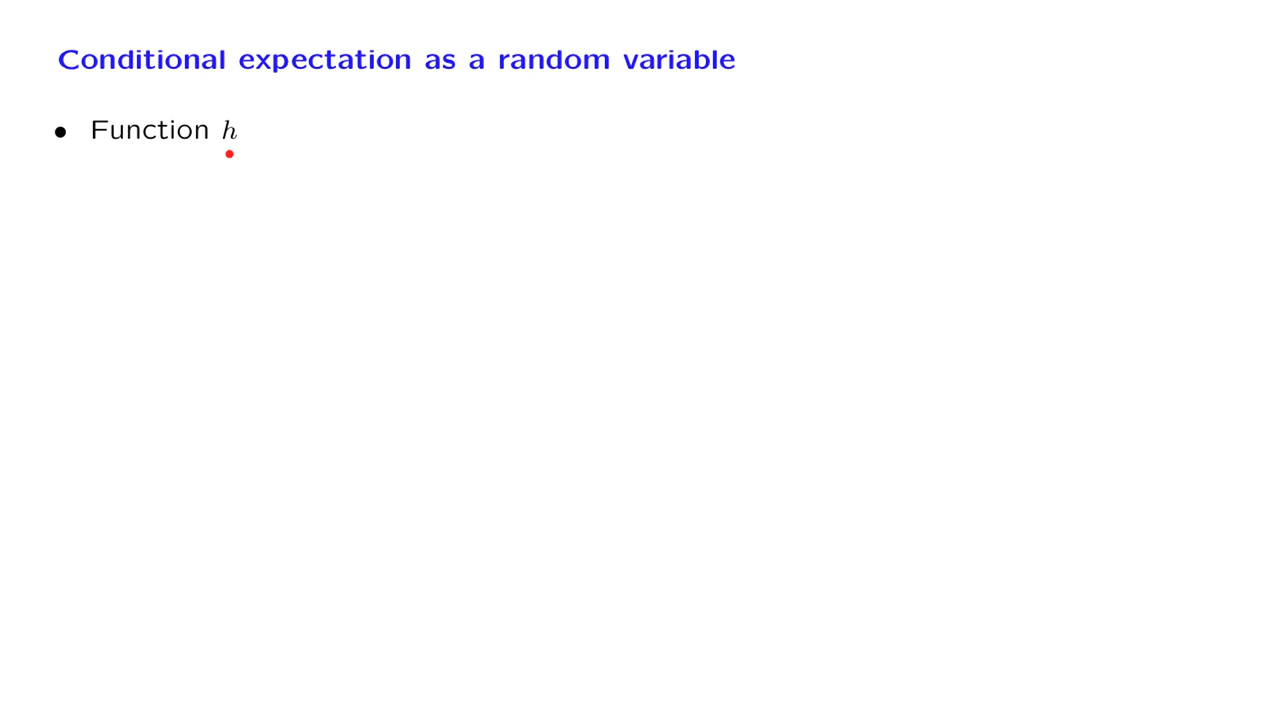 Conditional expectation as a random variable
• Function h